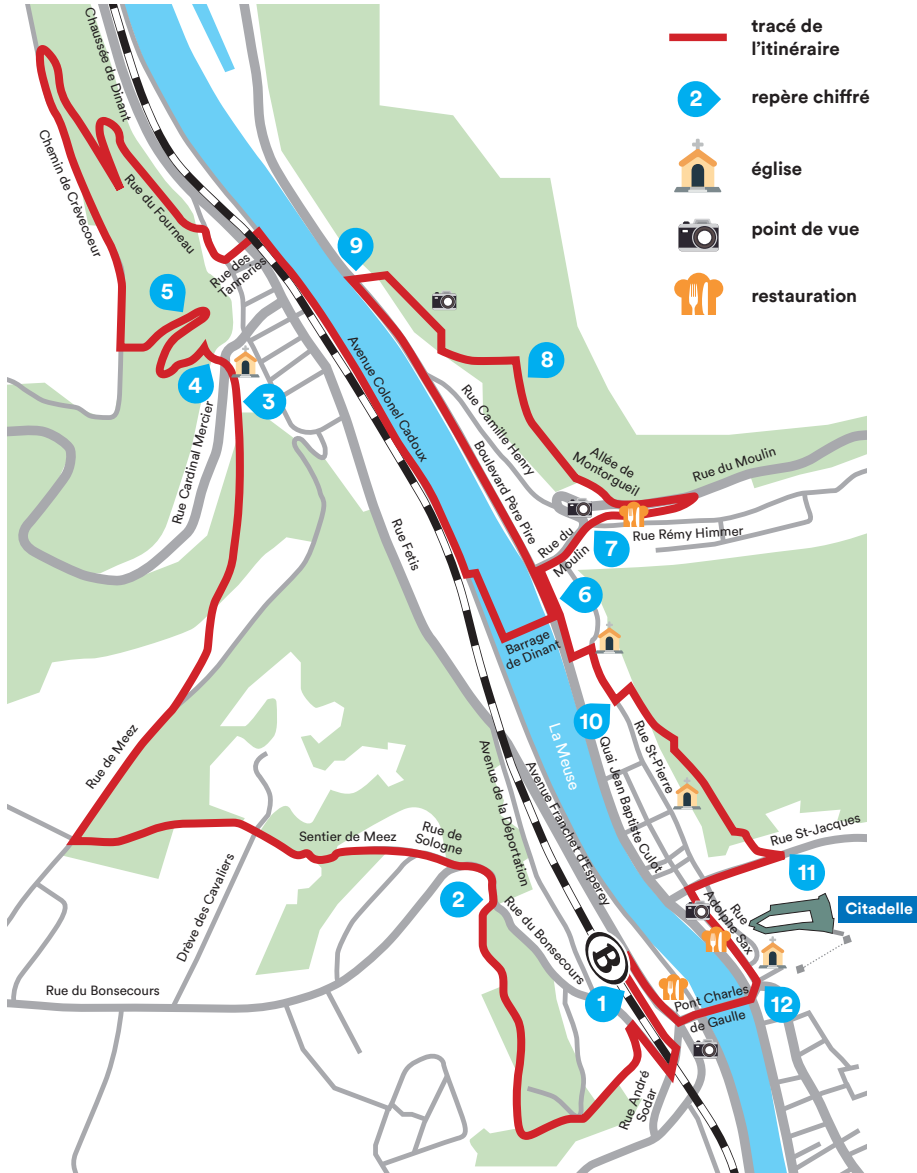 tracé de
l'itinéraire
2
repère chiffré
église
point de vue
restauration
Chaussée de Dinant
Chemin de Crèvecoeur
Rue du Fourneau
Rue des
Tanneries
9
5
8
4
3
Avenue Colonel Cadoux
Rue Camille Henry
Boulevard Père Pire
Allée de
Montorgueil
Rue du Moulin
Rue Cardinal Mercier
Rue Fetis
Rue du
Moulin
7
Rue Rémy Himmer
6
Barrage
de Dinant
10
La Meuse
Rue de Meez
Rue St-Pierre
Quai Jean Baptiste Culot
Avenue de la Déportation
Avenue Franchet d'Esperey
Rue St-Jacques
11
Sentier de Meez
Rue de
Sologne
2
Drève des Cavaliers
Rue du Bonsecours
Rue
Adolphe Sax
Citadelle
B
1
Rue du Bonsecours
Pont Charles
de Gaulle
12
Rue André
Sodar